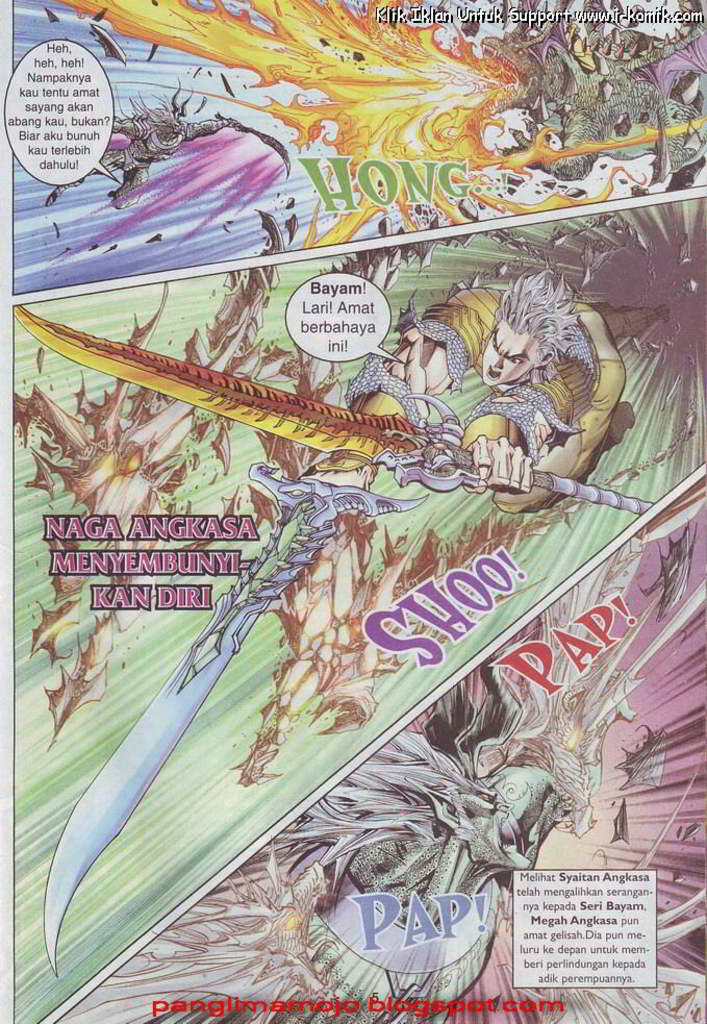 Klik Iklan Untuk Support www.i-komik.com
Heh,
heh, heh!
Nampaknya
kau tentu amat
sayang akan
abang kau, bukan?
Biar aku bunuh
kau terlebih
dahulu!
HONG...!
Bayam!
Lari! Amat
berbahaya
ini!
NAGA ANGKASA
MENYEMBUNYI-
KAN DIRI
SHOO!
PAP!
PAP!
Melihat Syaitan Angkasa
telah mengalihkan serangan-
nya kepada Seri Bayam,
Megah Angkasa pun
amat gelisah.Dia pun me-
luru ke depan untuk mem-
beri perlindungan kepada
adik perempuannya.
panglimamojo.blogspot.com